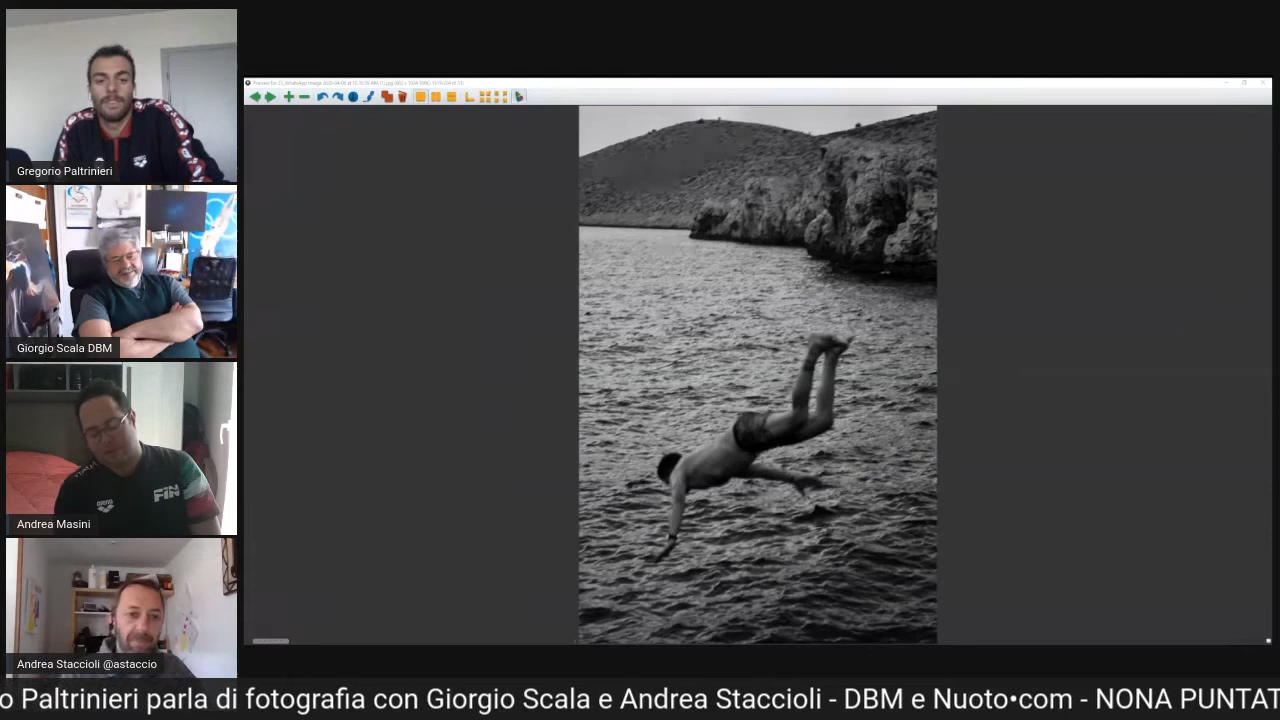 Gregorio Paltrinieri
Giorgio Scala DBM
arena
FIN
Andrea Masini
Andrea Staccioli @astaccio
o Paltrinieri parla di fotografia con Giorgio Scala e Andrea Staccioli - DBM e Nuoto•com - NONA PUNTAT